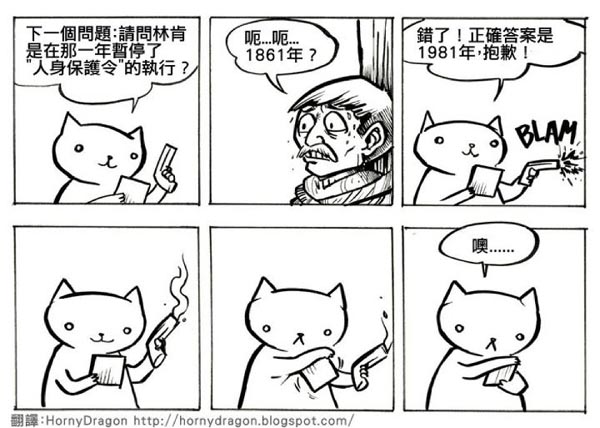 下一個問題:請問林肯
是在那一年暫停了
"人身保護令"的執行？
呃...呃...
1861年？
錯了！正確答案是
1981年,抱歉！
BLAM
噢......
翻譯:HornyDragon http://hornydragon.blogspot.com/